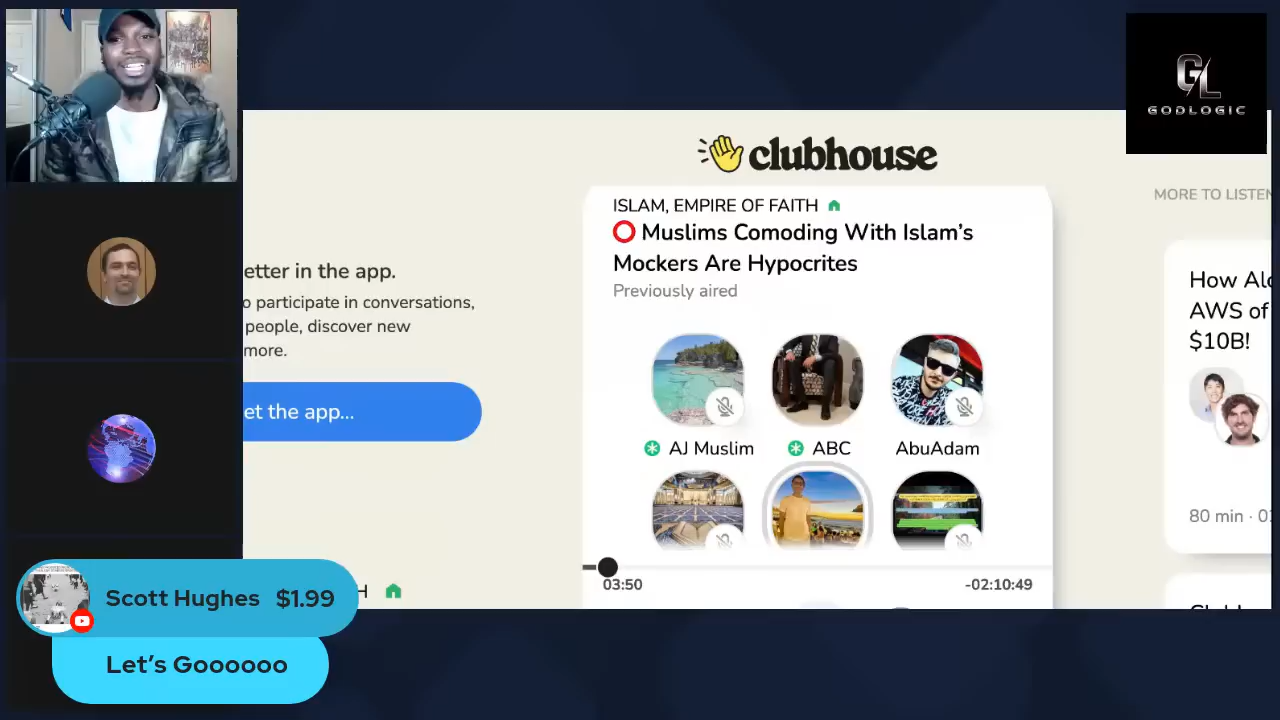 GL
GODLOGIC
clubhouse
MORE TO LISTEN
ISLAM, EMPIRE OF FAITH
Muslims Comoding With Islam's
Mockers Are Hypocrites
Previously aired
etter in the app.
o participate in conversations,
people, discover new
more.
et the app...
AJ Muslim
ABC
AbuAdam
03:50
-02:10:49
How Alo
AWS of
$10B!
80 min · 03
H
Scott Hughes $1.99
Let's Goooooo